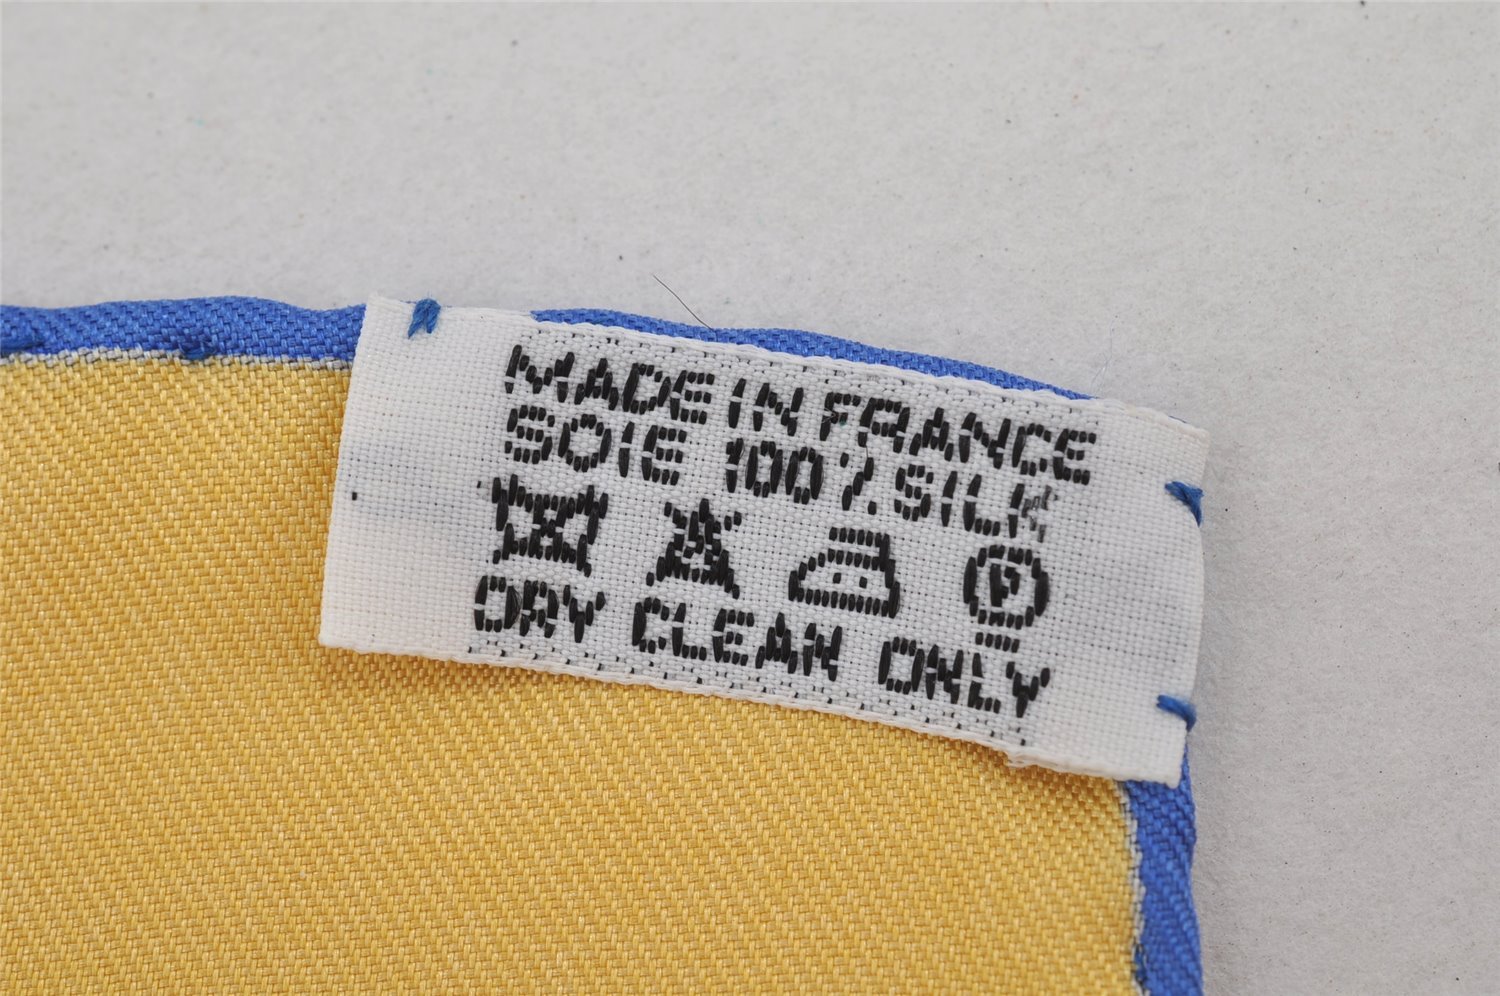 MADE IN FRANCE
SOIE 100% SILK
P
DRY CLEAN ONLY